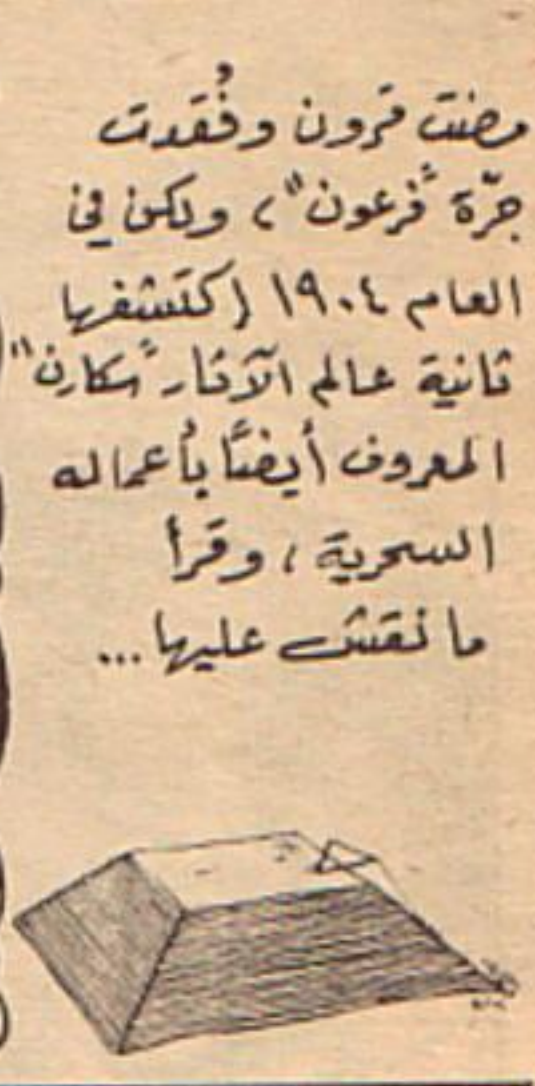 مضت قرون وفُقدت
جرّة "فرعون"، ولكن في
العام ١٩٠٤ إكتشفها
ثانية عالم الآثار "سكارن"
المعروف أيضًا بأعماله
السحرية، وقرأ
ما نقش عليها...